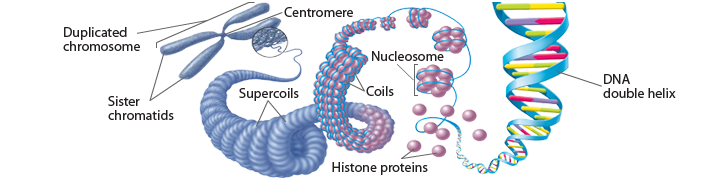 Duplicated
chromosome
Centromere
Sister
chromatids
Supercoils
Coils
Nucleosome
Histone proteins
DNA
double helix